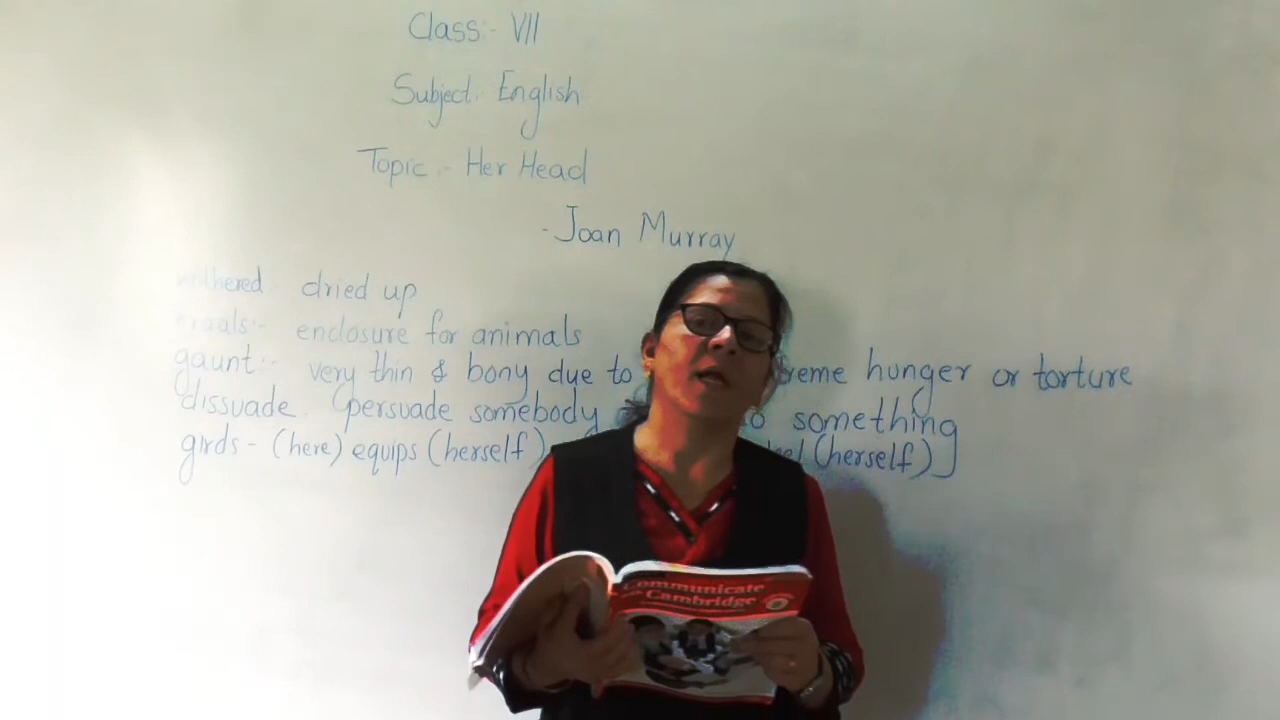 Class:- VII
Subject:- English
Topic:- Her Head
- Joan Murray
dried up
enclosure for animals
gaunt:- very thin & bony due to hunger or torture
dissuade (persuade somebody something
girds - (here) equips (herself) (herself)]
Communicate
with Cambridge